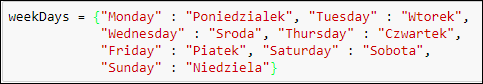 weekDays = {"Monday" : "Poniedzialek", "Tuesday" : "Wtorek",
"Wednesday" : "Sroda", "Thursday" : "Czwartek",
"Friday" : "Piatek", "Saturday" : "Sobota",
"Sunday" : "Niedziela"}